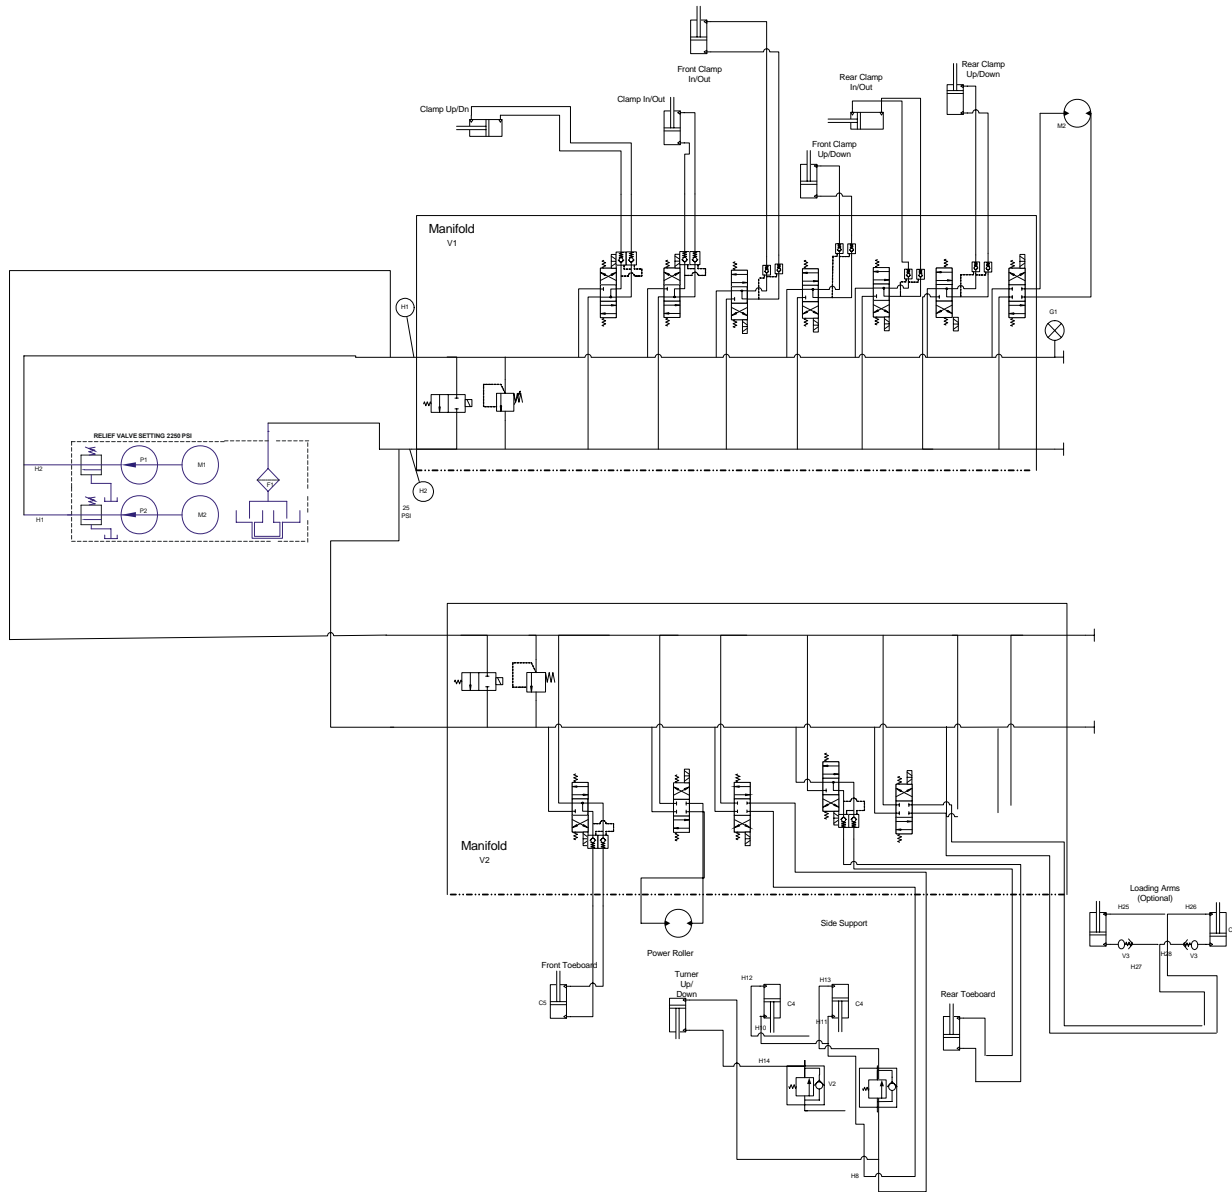 Front Clamp
In/Out
Rear Clamp
Up/Down
Rear Clamp
In/Out
Clamp Up/Dn
Clamp In/Out
M2
Front Clamp
Up/Down
Manifold
V1
H1
G1
RELIEF VALVE SETTING 2250 PSI
P1
M1
H2
F1
P2
M2
H1
H2
25
PSI
Manifold
V2
Loading Arms
(Optional)
H25
H26
C
V3
H28
V3
H27
Side Support
Power Roller
Front Toeboard
C5
Turner
Up/
Down
H12
H13
C4
C4
H10
H11
Rear Toeboard
H14
V2
H8